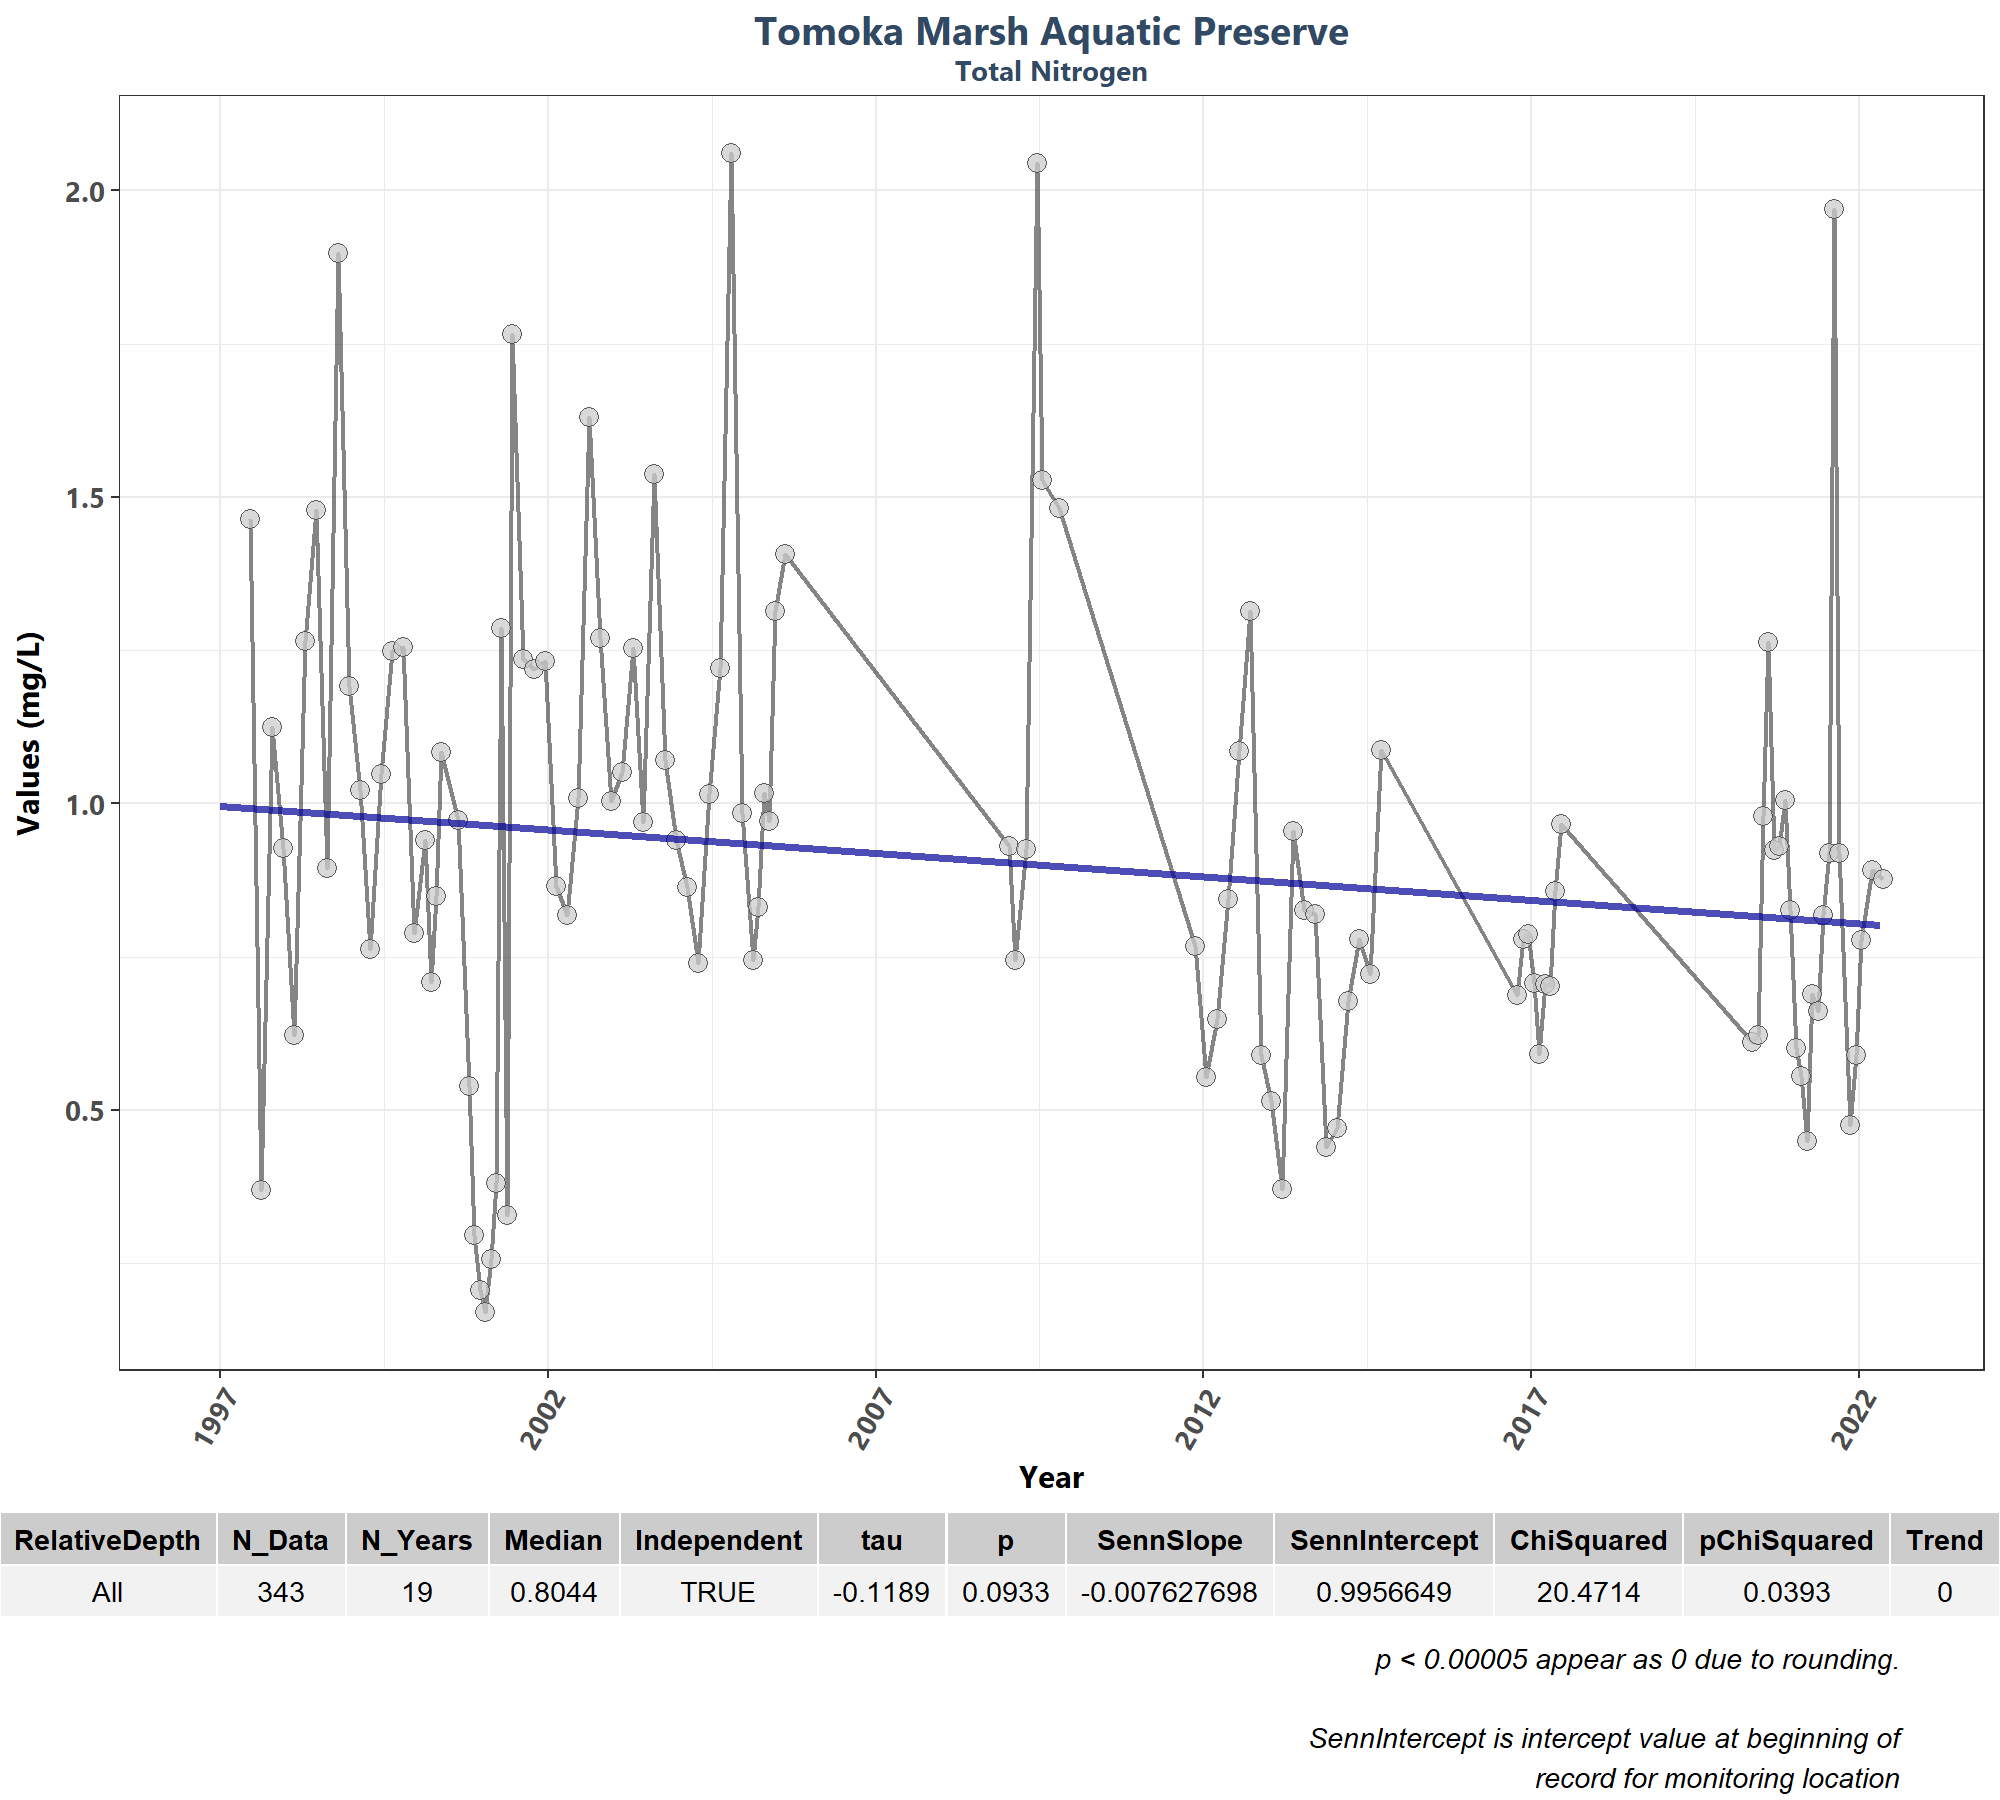 Tomoka Marsh Aquatic Preserve
Total Nitrogen
Values (mg/L)
2.0
1.5
1.0
0.5
1997 2002 2007 2012 2017 2022
Year
RelativeDepth N_Data N_Years Median Independent tau p SennSlope SennIntercept ChiSquared pChiSquared Trend
All 343 19 0.8044 TRUE -0.1189 0.0933 -0.007627698 0.9956649 20.4714 0.0393 0
p < 0.00005 appear as 0 due to rounding.
SennIntercept is intercept value at beginning of
record for monitoring location